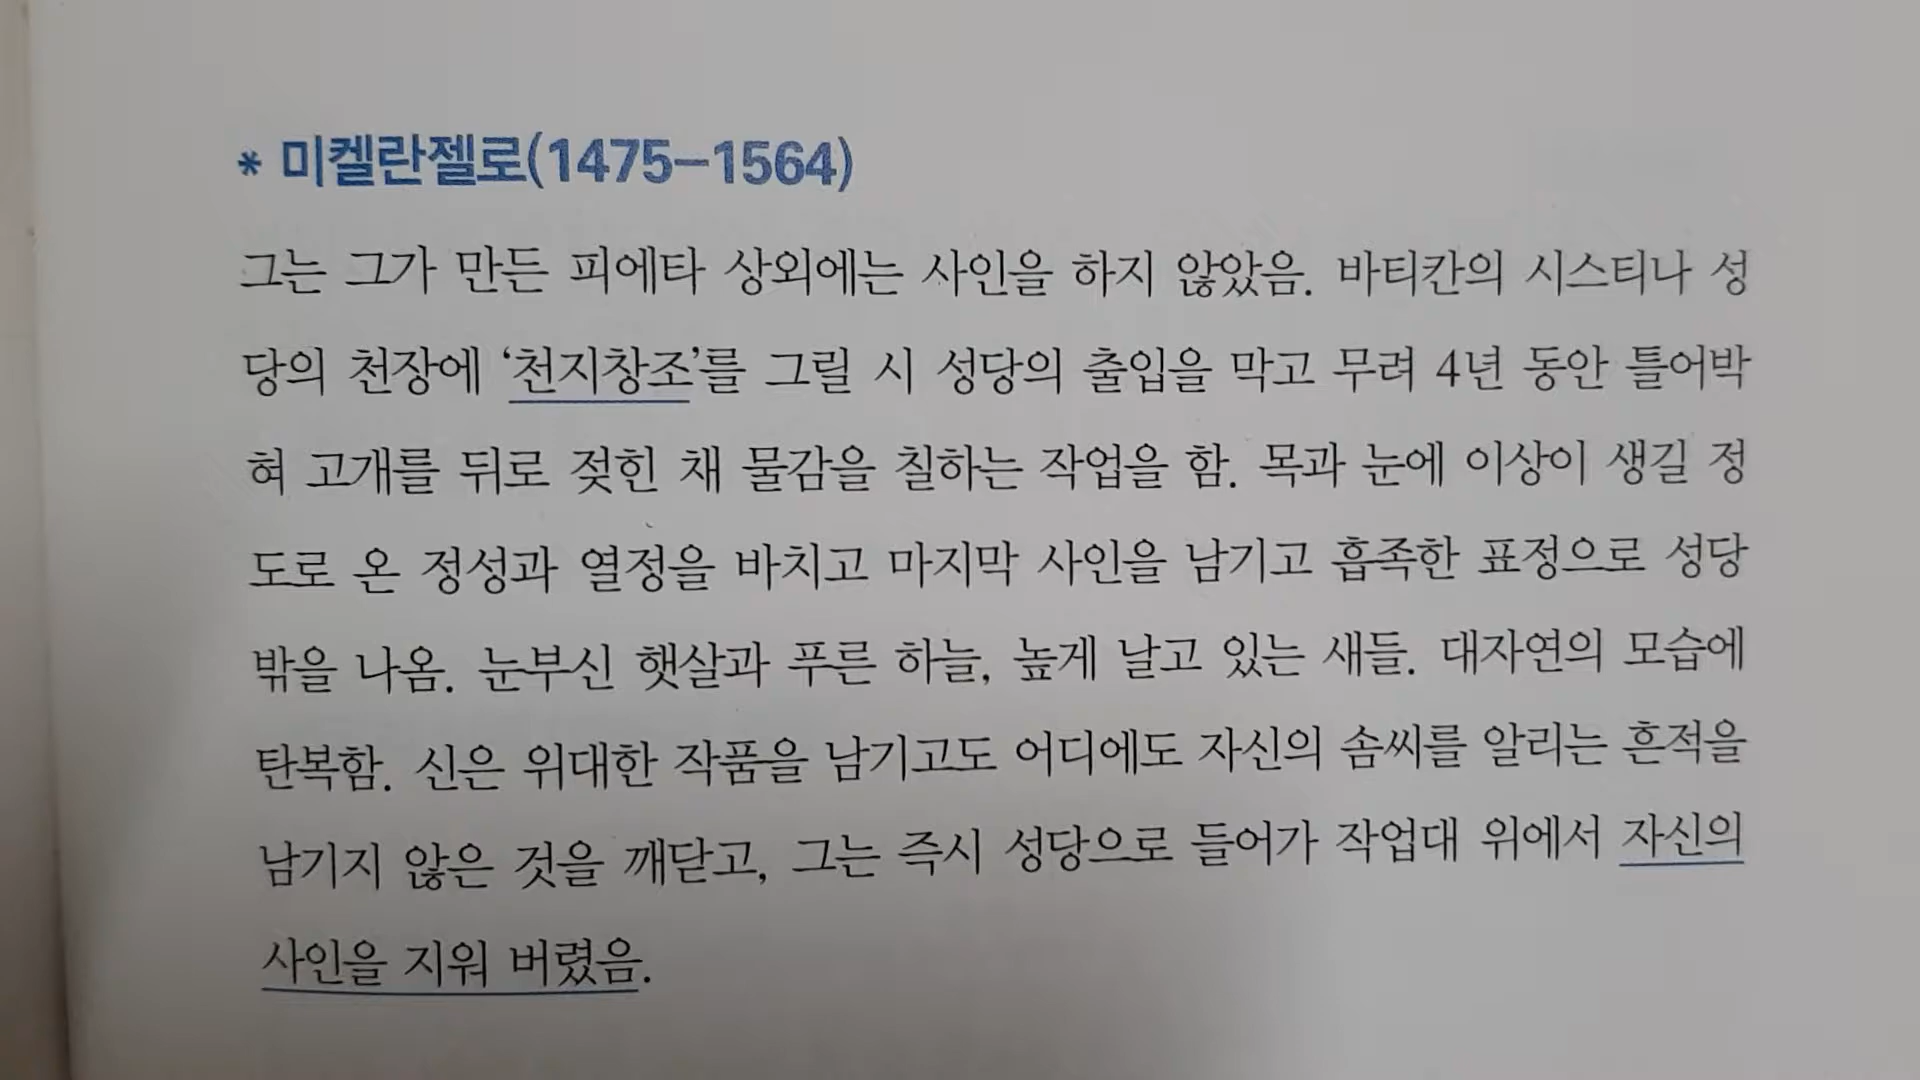 * 미켈란젤로(1475-1564)
그는 그가 만든 피에타 상외에는 사인을 하지 않았음. 바티칸의 시스티나 성
당의 천장에 ‘천지창조’를 그릴 시 성당의 출입을 막고 무려 4년 동안 틀어박
혀 고개를 뒤로 젖힌 채 물감을 칠하는 작업을 함. 목과 눈에 이상이 생길 정
도로 온 정성과 열정을 바치고 마지막 사인을 남기고 흡족한 표정으로 성당
밖을 나옴. 눈부신 햇살과 푸른 하늘, 높게 날고 있는 새들. 대자연의 모습에
탄복함. 신은 위대한 작품을 남기고도 어디에도 자신의 솜씨를 알리는 흔적을
남기지 않은 것을 깨닫고, 그는 즉시 성당으로 들어가 작업대 위에서 자신의
사인을 지워 버렸음.